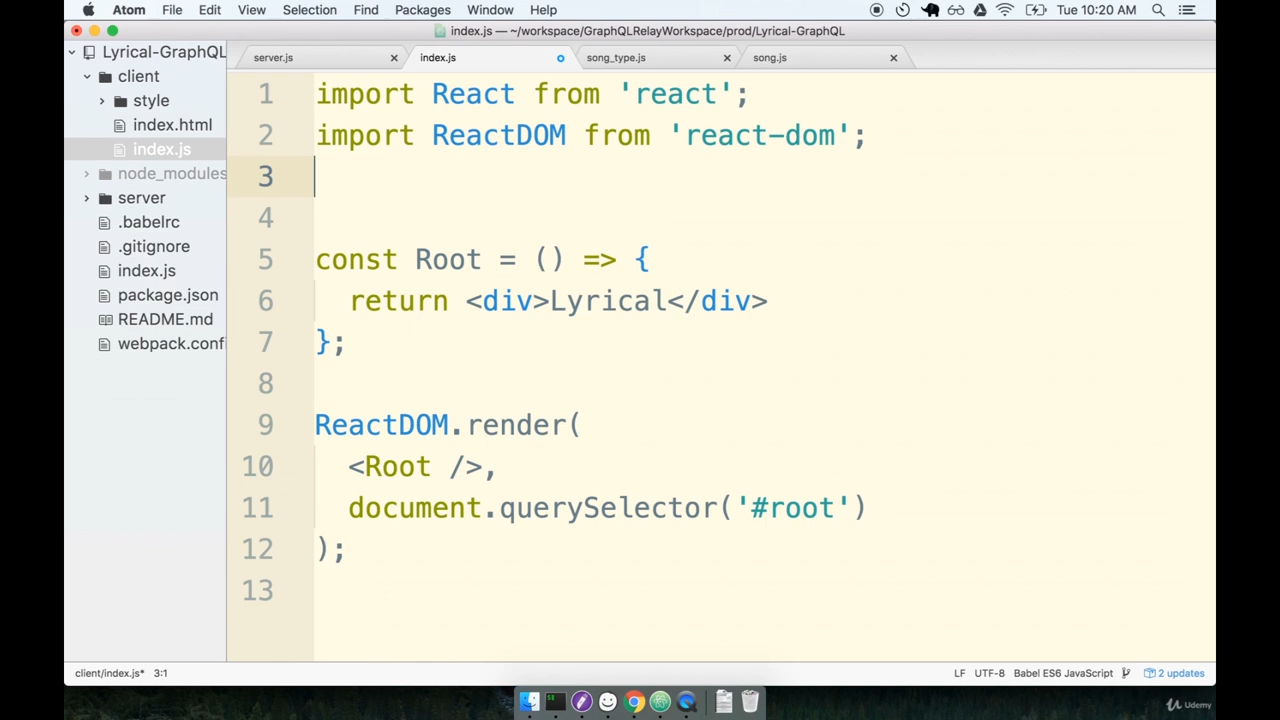 Atom File Edit View Selection Find Packages Window Help Tue 10:20 AM
index.js — ~/workspace/GraphQLRelayWorkspace/prod/Lyrical-GraphQL
Lyrical-GraphQL
client
style
index.html
index.js
node_modules
server
.babelrc
.gitignore
index.js
package.json
README.md
webpack.confi
server.js index.js song_type.js song.js
1 import React from 'react';
2 import ReactDOM from 'react-dom';
3
4
5 const Root = () => {
6 return <div>Lyrical</div>
7 };
8
9 ReactDOM.render(
10 <Root />,
11 document.querySelector('#root')
12 );
13
client/index.js* 3:1 LF UTF-8 Babel ES6 JavaScript 2 updates
Udemy